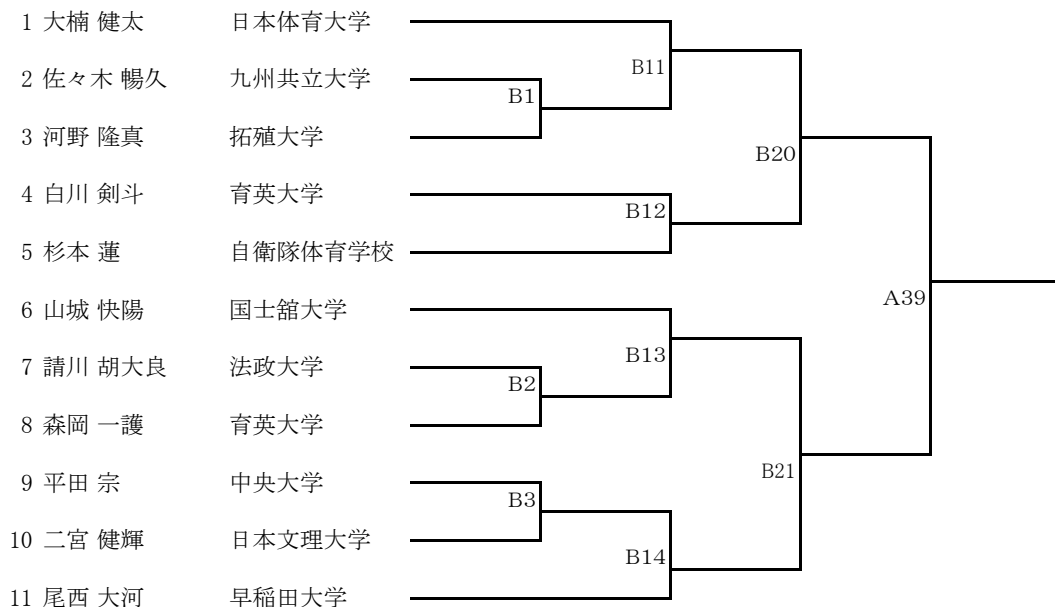 1 大楠 健太 日本体育大学
B11
2 佐々木 暢久 九州共立大学
B1
3 河野 隆真 拓殖大学
B20
4 白川 剣斗 育英大学
B12
5 杉本 蓮 自衛隊体育学校
A39
6 山城 快陽 国士舘大学
B13
7 請川 胡大良 法政大学
B2
8 森岡 一護 育英大学
B21
9 平田 宗 中央大学
B3
10 二宮 健輝 日本文理大学
B14
11 尾西 大河 早稲田大学